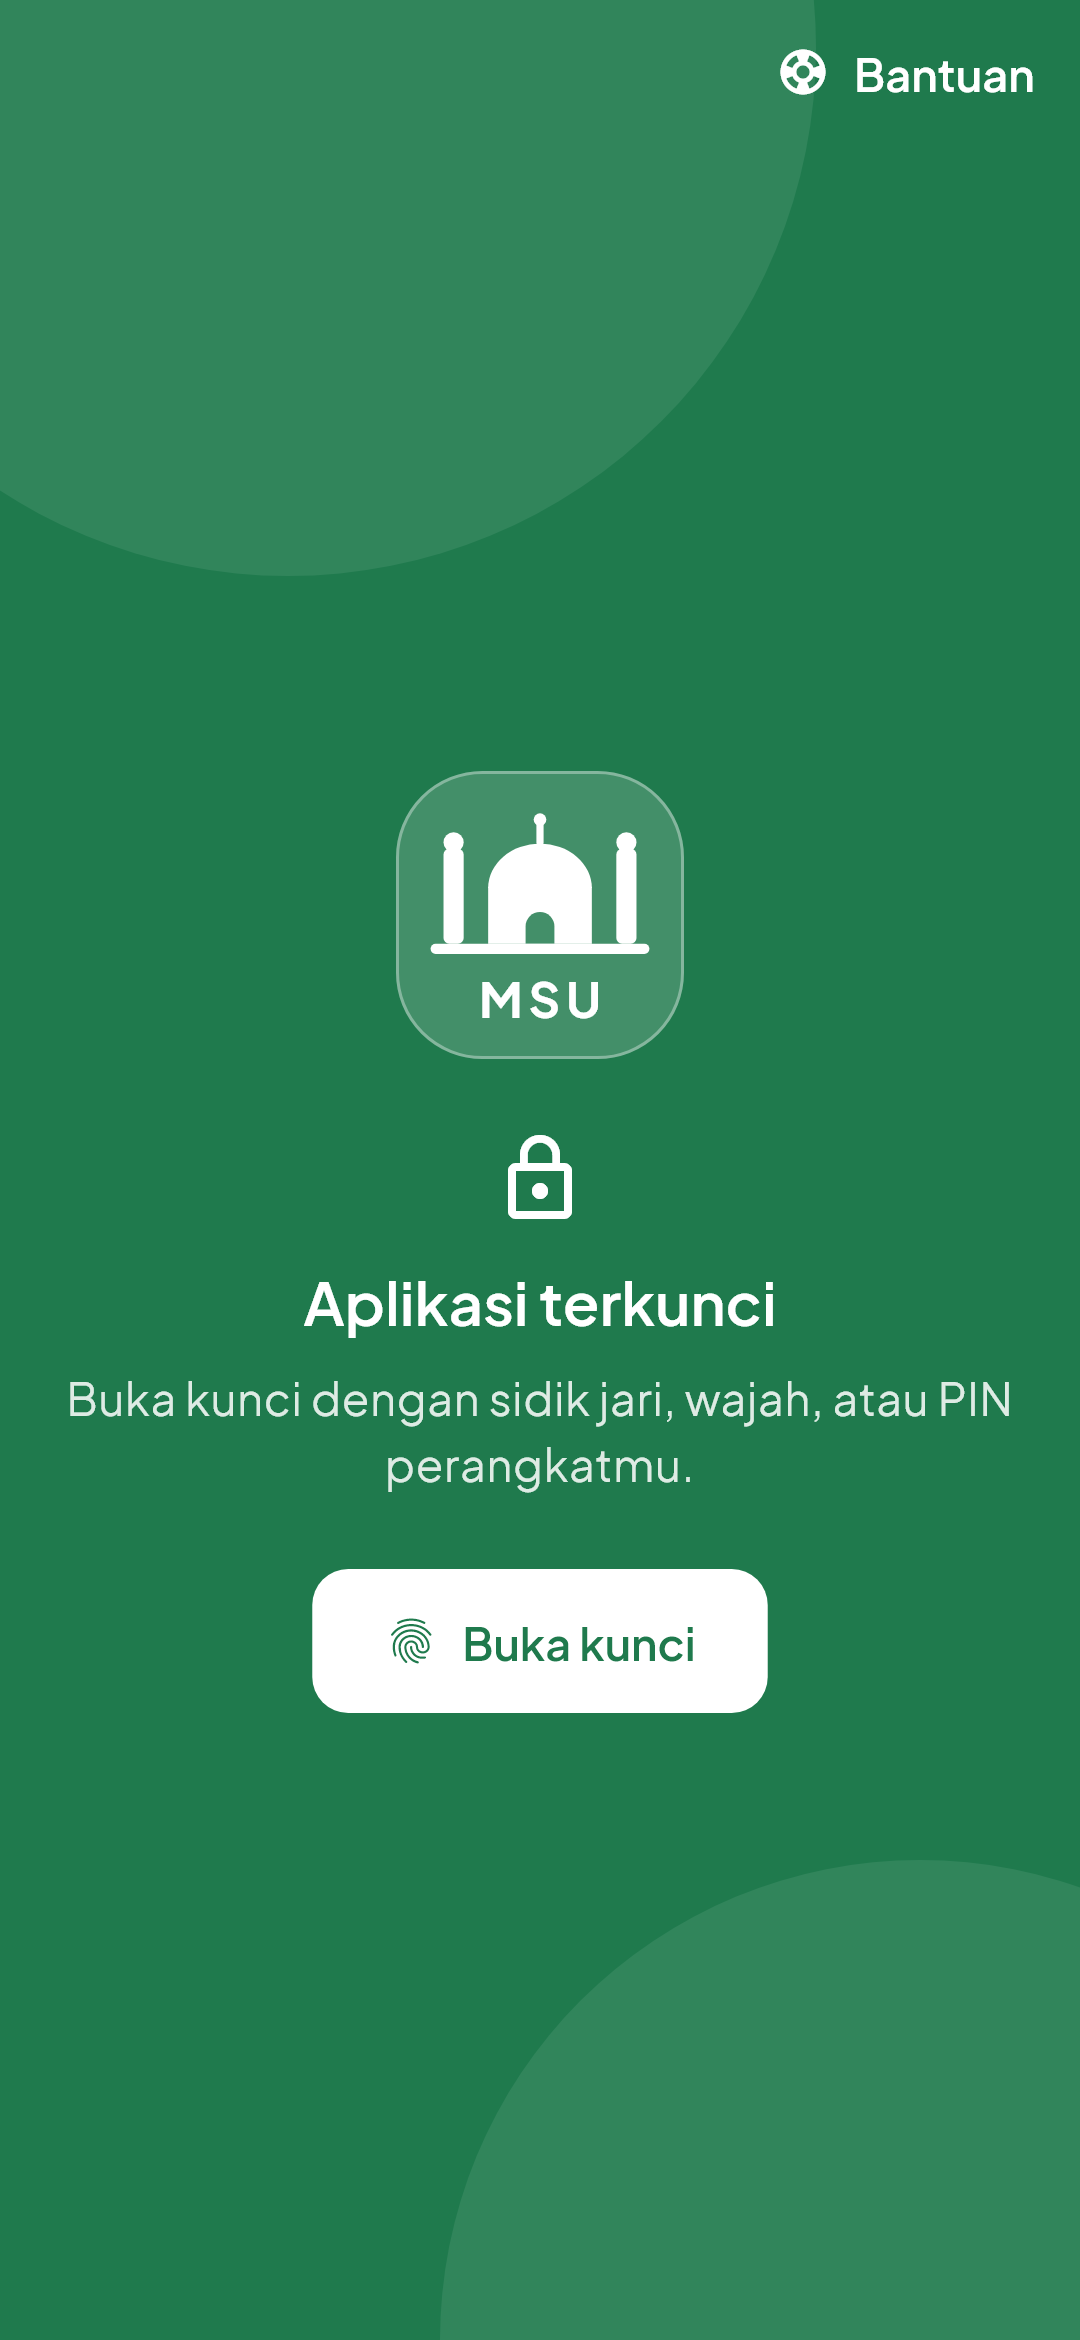 Bantuan
MSU
Aplikasi terkunci
Buka kunci dengan sidik jari, wajah, atau PIN
perangkatmu.
Buka kunci